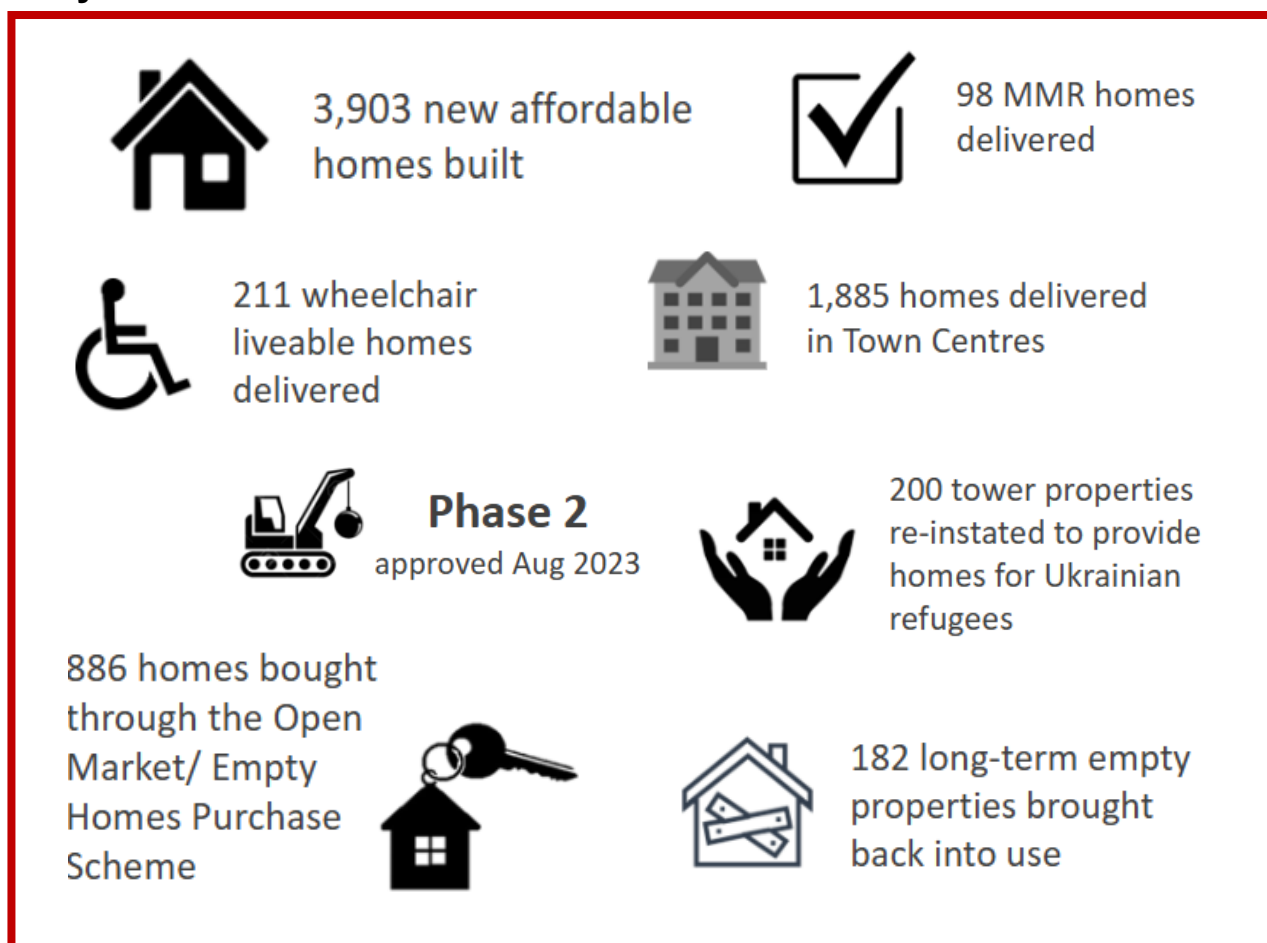 3,903 new affordable
homes built
98 MMR homes
delivered
211 wheelchair
liveable homes
delivered
1,885 homes delivered
in Town Centres
Phase 2
approved Aug 2023
200 tower properties
re-instated to provide
homes for Ukrainian
refugees
886 homes bought
through the Open
Market/ Empty
Homes Purchase
Scheme
182 long-term empty
properties brought
back into use